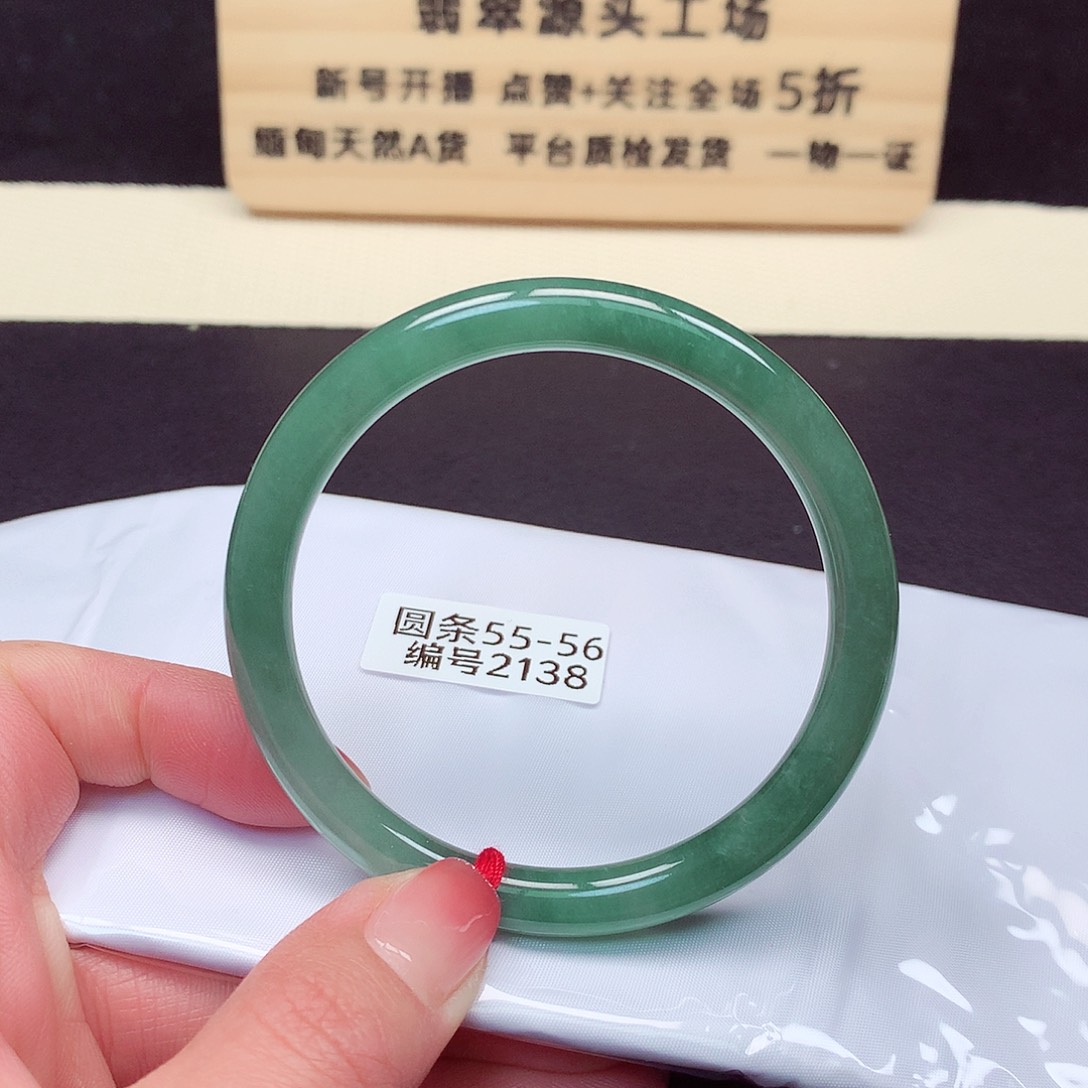 翡翠源头工场
新号开播 点赞+关注全场5折
缅甸天然A货 平台质检发货 一物一证
圆条55-56
编号2138